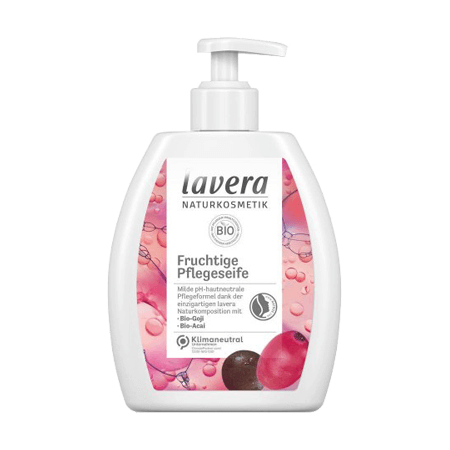 lavera
NATURKOSMETIK
BIO
Fruchtige
Pflegeseife
Milde pH-hautneutrale
Pflegeformel dank der
einzigartigen lavera
Naturkomposition mit
•Bio-Goji
•Bio-Acai
Klimaneutral